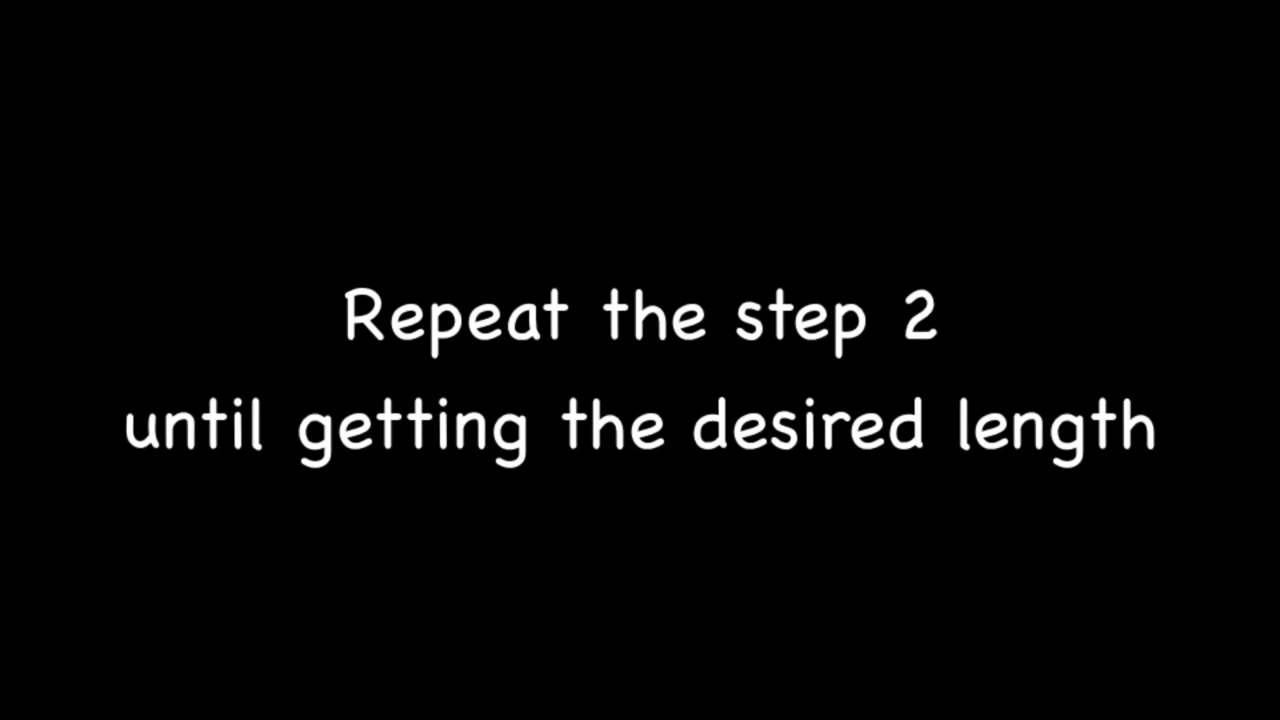 Repeat the step 2
until getting the desired length